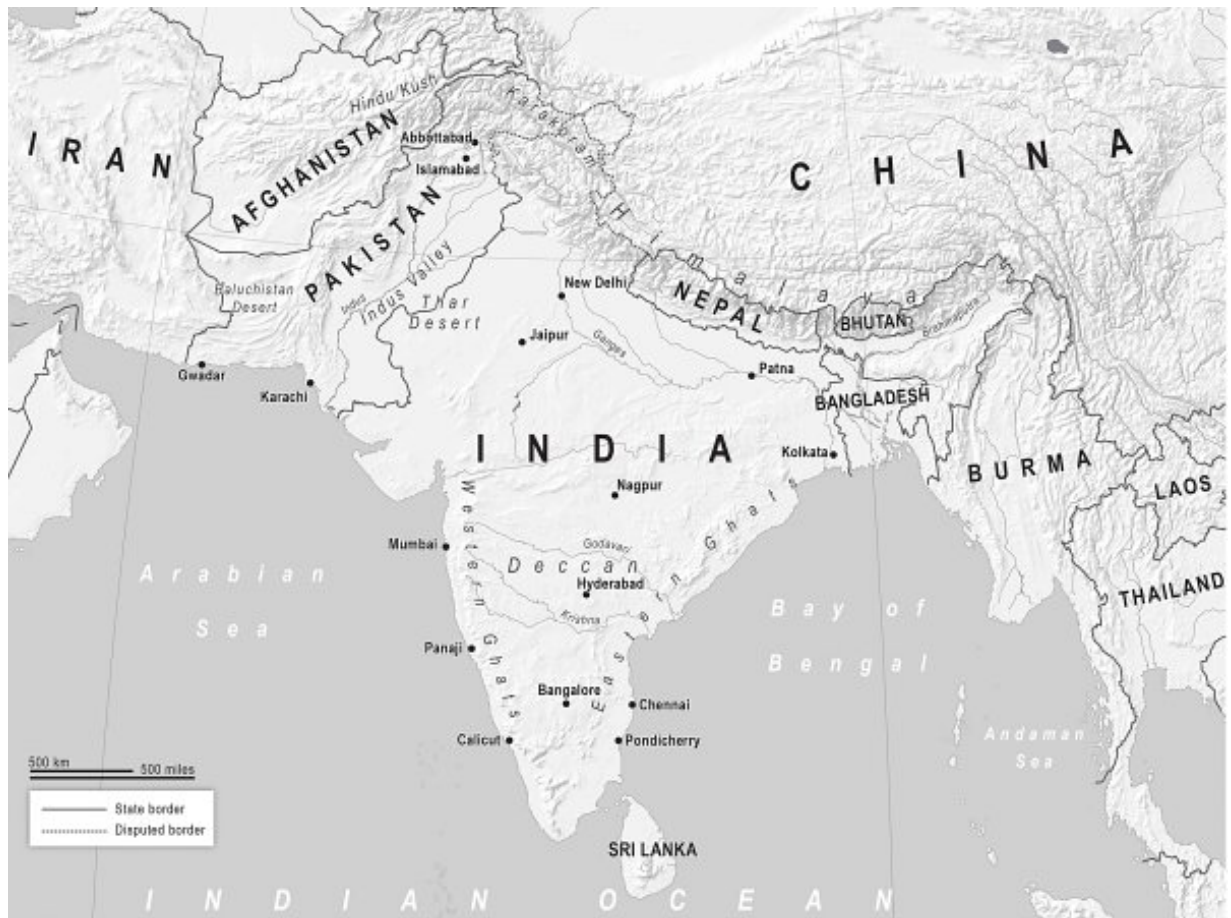 Hindu Kush
Karakoram
IRAN
AFGHANISTAN
Abbottabad
Islamabad
CHINA
PAKISTAN
Himalaya
Baluchistan
Desert
Indus
Indus Valley
Thar
Desert
New Delhi
NEPAL
BHUTAN
Brahmaputra
Jaipur
Ganges
Patna
Gwadar
Karachi
BANGLADESH
INDIA
Kolkata
BURMA
LAOS
Nagpur
Western Ghats
Eastern Ghats
Mumbai
Godavari
Deccan
Hyderabad
Arabian
Sea
THAILAND
Krishna
Bay of
Bengal
Panaji
Bangalore
Chennai
Calicut
Pondicherry
Andaman
Sea
500 km
500 miles
State border
Disputed border
SRI LANKA
INDIAN OCEAN